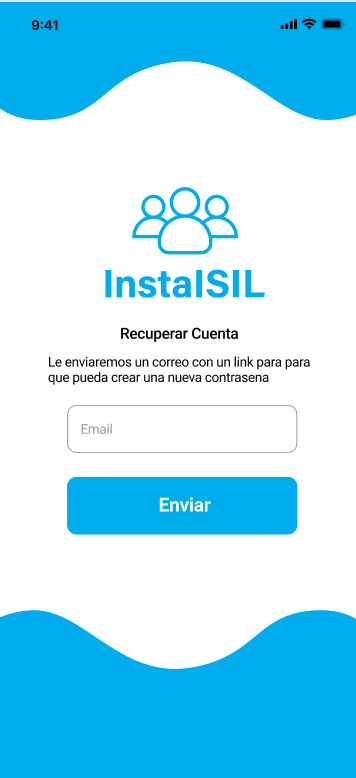 9:41
InstalSIL
Recuperar Cuenta
Le enviaremos un correo con un link para para
que pueda crear una nueva contrasena
Email
Enviar